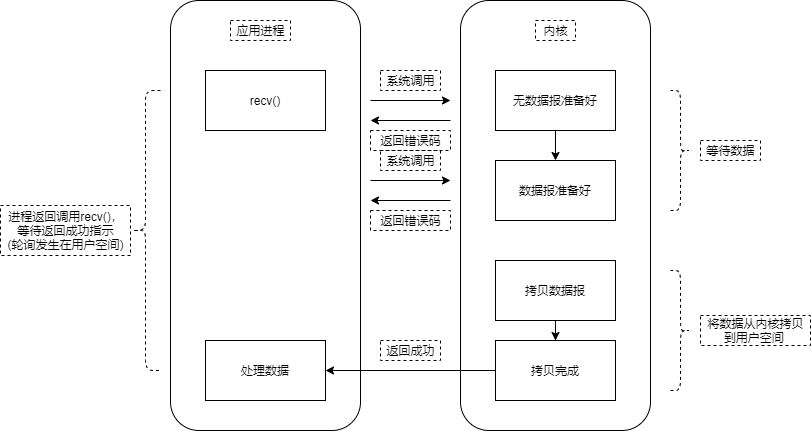 应用进程
内核
recv()
系统调用
无数据报准备好
返回错误码
系统调用
等待数据
数据报准备好
返回错误码
进程返回调用recv()，
等待返回成功指示
(轮询发生在用户空间)
拷贝数据报
将数据从内核拷贝
到用户空间
返回成功
处理数据
拷贝完成